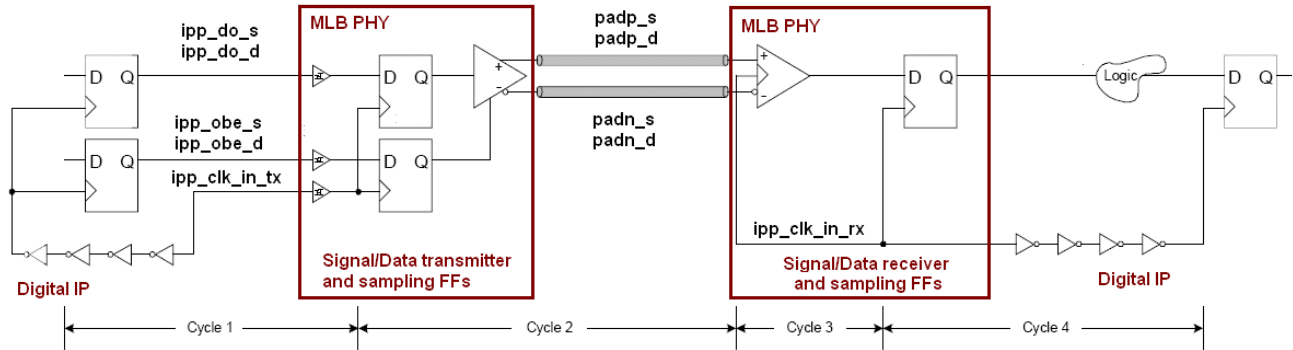 ipp_do_s
ipp_do_d
MLB PHY
padp_s
padp_d
MLB PHY
D Q
D Q
+
-
+
-
D Q
Logic
D Q
ipp_obe_s
ipp_obe_d
padn_s
padn_d
D Q
D Q
ipp_clk_in_tx
ipp_clk_in_rx
Signal/Data transmitter
and sampling FFs
Signal/Data receiver
and sampling FFs
Digital IP
Digital IP
Cycle 1
Cycle 2
Cycle 3
Cycle 4